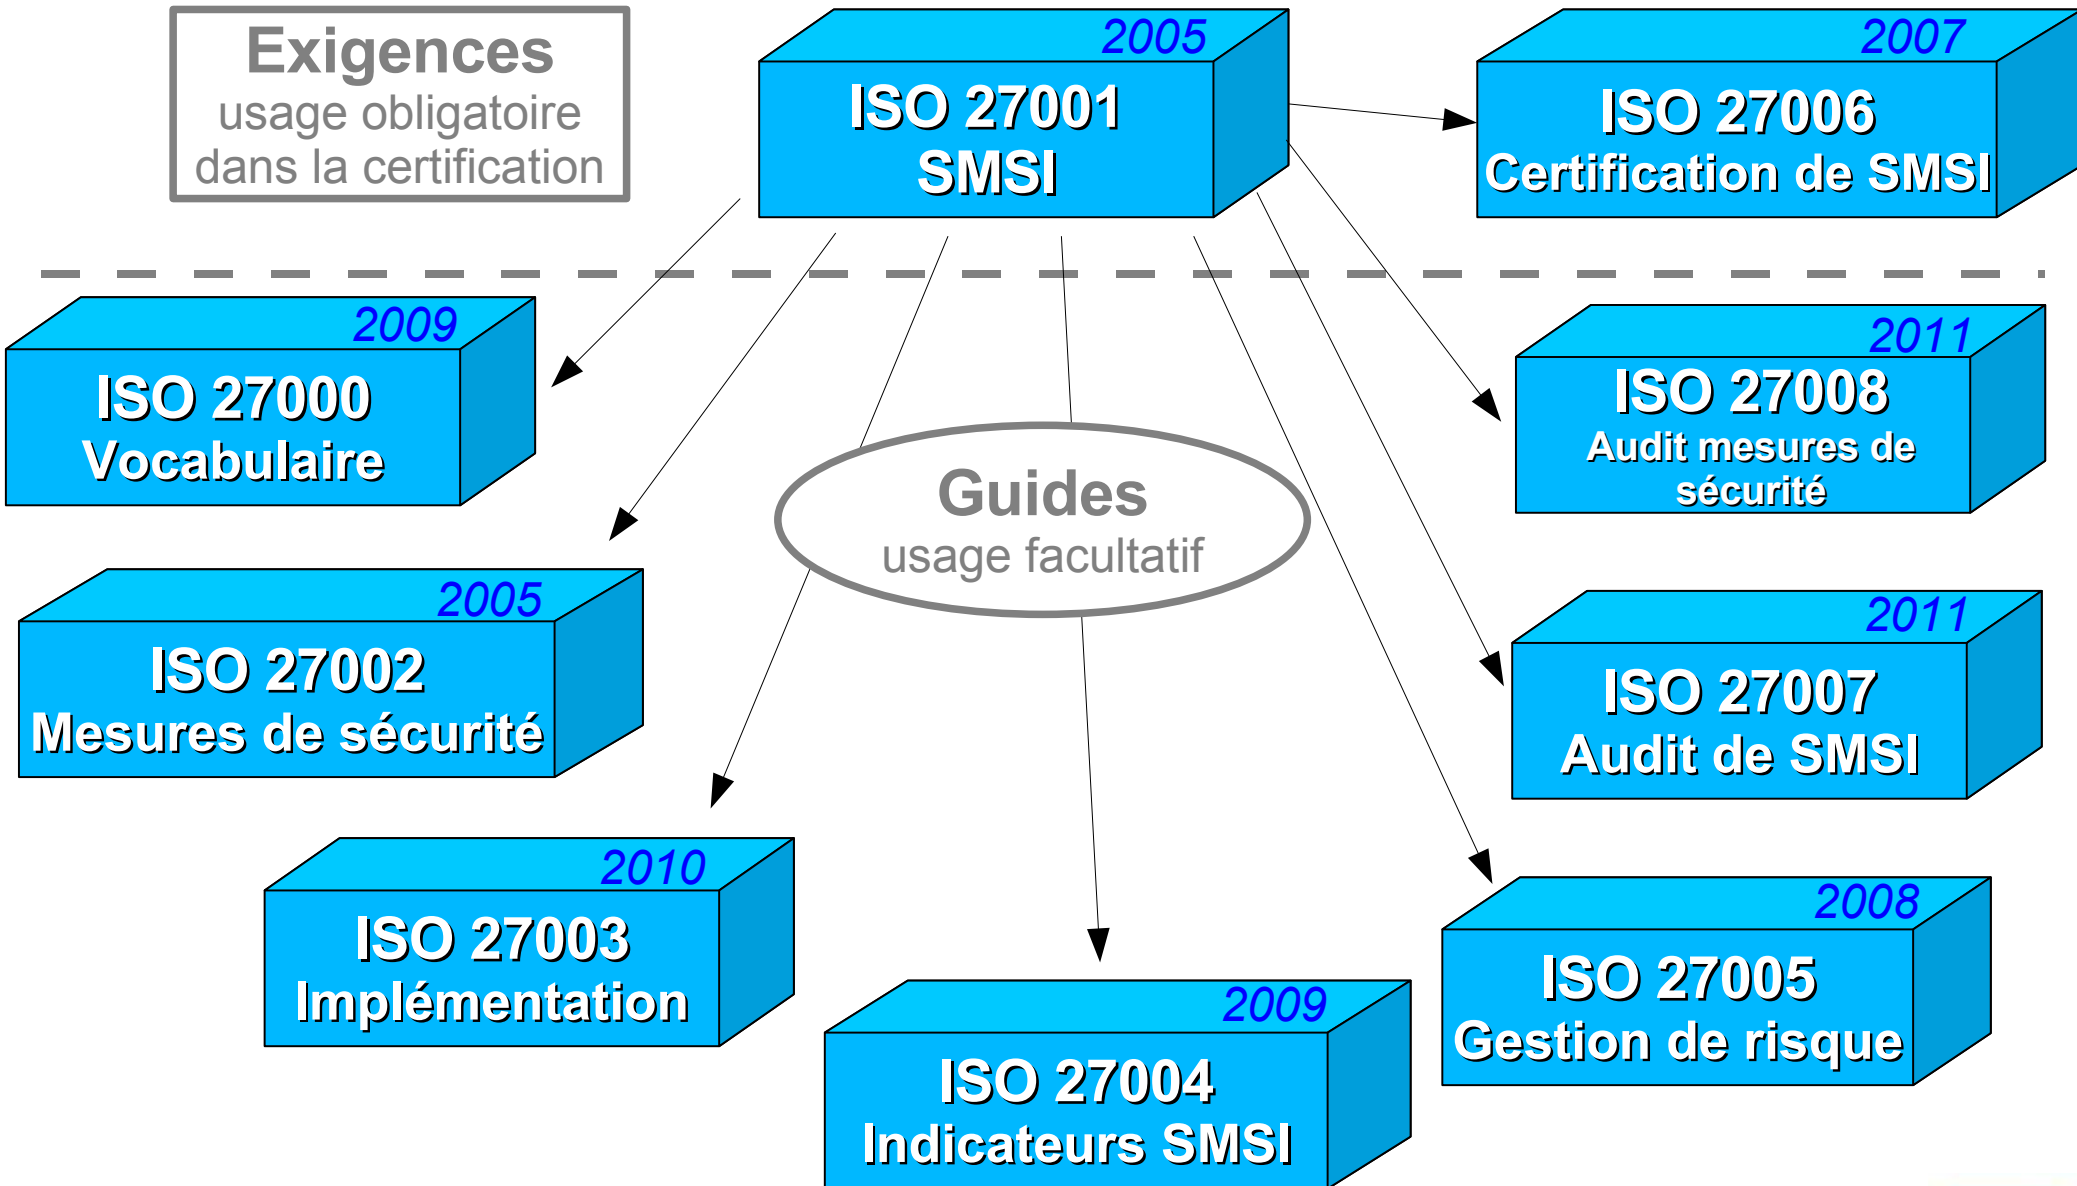 Exigences
usage obligatoire
dans la certification
2005
ISO 27001
SMSI
2007
ISO 27006
Certification de SMSI
2009
ISO 27000
Vocabulaire
2011
ISO 27008
Audit mesures de
sécurité
Guides
usage facultatif
2005
ISO 27002
Mesures de sécurité
2011
ISO 27007
Audit de SMSI
2010
ISO 27003
Implémentation
2008
ISO 27005
Gestion de risque
2009
ISO 27004
Indicateurs SMSI